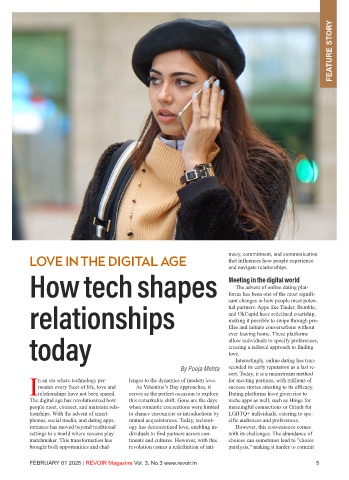 FEATURE STORY
LOVE IN THE DIGITAL AGE
How tech shapes
relationships
today
By Pooja Mehta
In an era where technology per-
meates every facet of life, love and
relationships have not been spared.
The digital age has revolutionised how
people meet, connect, and maintain rela-
tionships. With the advent of smart-
phones, social media, and dating apps,
romance has moved beyond traditional
settings to a world where screens play
matchmaker. This transformation has
brought both opportunities and chal-
lenges to the dynamics of modern love.
As Valentine's Day approaches, it
serves as the perfect occasion to explore
this remarkable shift. Gone are the days
when romantic connections were limited
to chance encounters or introductions by
mutual acquaintances. Today, technol-
ogy has democratised love, enabling in-
dividuals to find partners across con-
tinents and cultures. However, with this
revolution comes a redefinition of inti-
macy, commitment, and communication
that influences how people experience
and navigate relationships.
Meeting in the digital world
The advent of online dating plat-
forms has been one of the most signifi-
cant changes in how people meet poten-
tial partners. Apps like Tinder, Bumble,
and OkCupid have redefined courtship,
making it possible to swipe through pro-
files and initiate conversations without
ever leaving home. These platforms
allow individuals to specify preferences,
creating a tailored approach to finding
love.
Interestingly, online dating has tran-
scended its early reputation as a last re-
sort. Today, it is a mainstream method
for meeting partners, with millions of
success stories attesting to its efficacy.
Dating platforms have given rise to
niche apps as well, such as Hinge for
meaningful connections or Grindr for
LGBTQ+ individuals, catering to spe-
cific audiences and preferences.
However, this convenience comes
with its challenges. The abundance of
choices can sometimes lead to "choice
paralysis," making it harder to commit
FEBRUARY 01 2025 | REVOIR Magazine Vol. 3, No.3 www.revoir.in
5